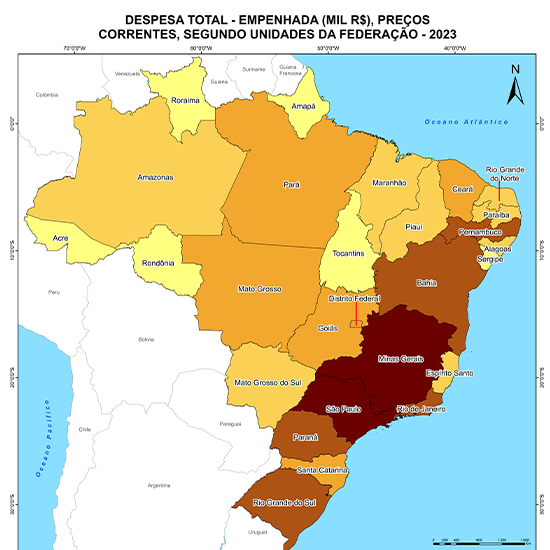 DESPESA TOTAL - EMPENHADA (MIL R$), PREÇOS
CORRENTES, SEGUNDO UNIDADES DA FEDERAÇÃO - 2023
70°0'0"O
60°0'0"O
50°0'0"O
40°0'0"O
Venezuela
Guiana
Suriname
Guiana
Francesa
Colômbia
N
Roraima
Amapá
Oceano Atlântico
0°0'0"
Rio Grande
do Norte
Amazonas
Pará
Maranhão
Ceará
Paraíba
Piauí
Pernambuco
Acre
Alagoas
10°0'0"S
Tocantins
Sergipe
Rondônia
Bahia
Peru
Mato Grosso
Distrito Federal
Goiás
Bolívia
Minas Gerais
Espírito Santo
20°0'0"S
Mato Grosso do Sul
São Paulo
Rio de Janeiro
Paraguai
Chile
Oceano Pacífico
Paraná
Santa Catarina
Argentina
Rio Grande do Sul
30°0'0"S
Uruguai